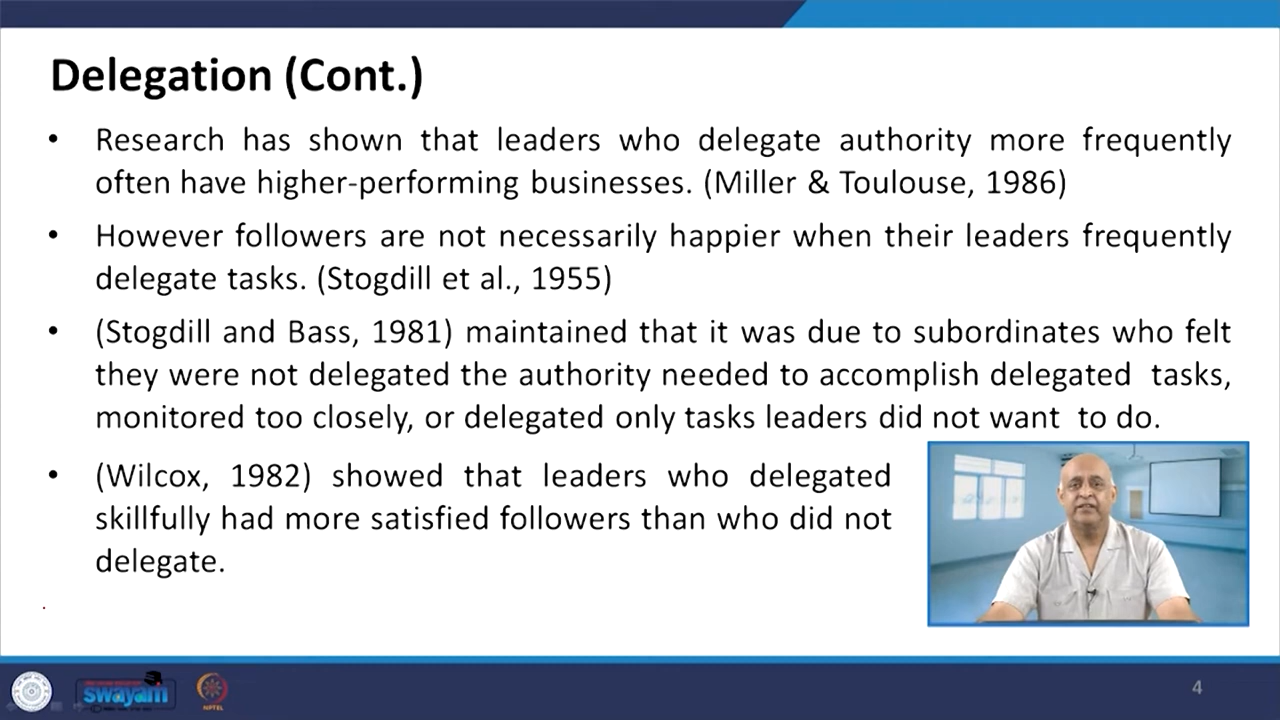 Delegation (Cont.)
• Research has shown that leaders who delegate authority more frequently
often have higher-performing businesses. (Miller & Toulouse, 1986)
• However followers are not necessarily happier when their leaders frequently
delegate tasks. (Stogdill et al., 1955)
• (Stogdill and Bass, 1981) maintained that it was due to subordinates who felt
they were not delegated the authority needed to accomplish delegated tasks,
monitored too closely, or delegated only tasks leaders did not want to do.
• (Wilcox, 1982) showed that leaders who delegated
skillfully had more satisfied followers than who did not
delegate.
swayam
NPTEL
4